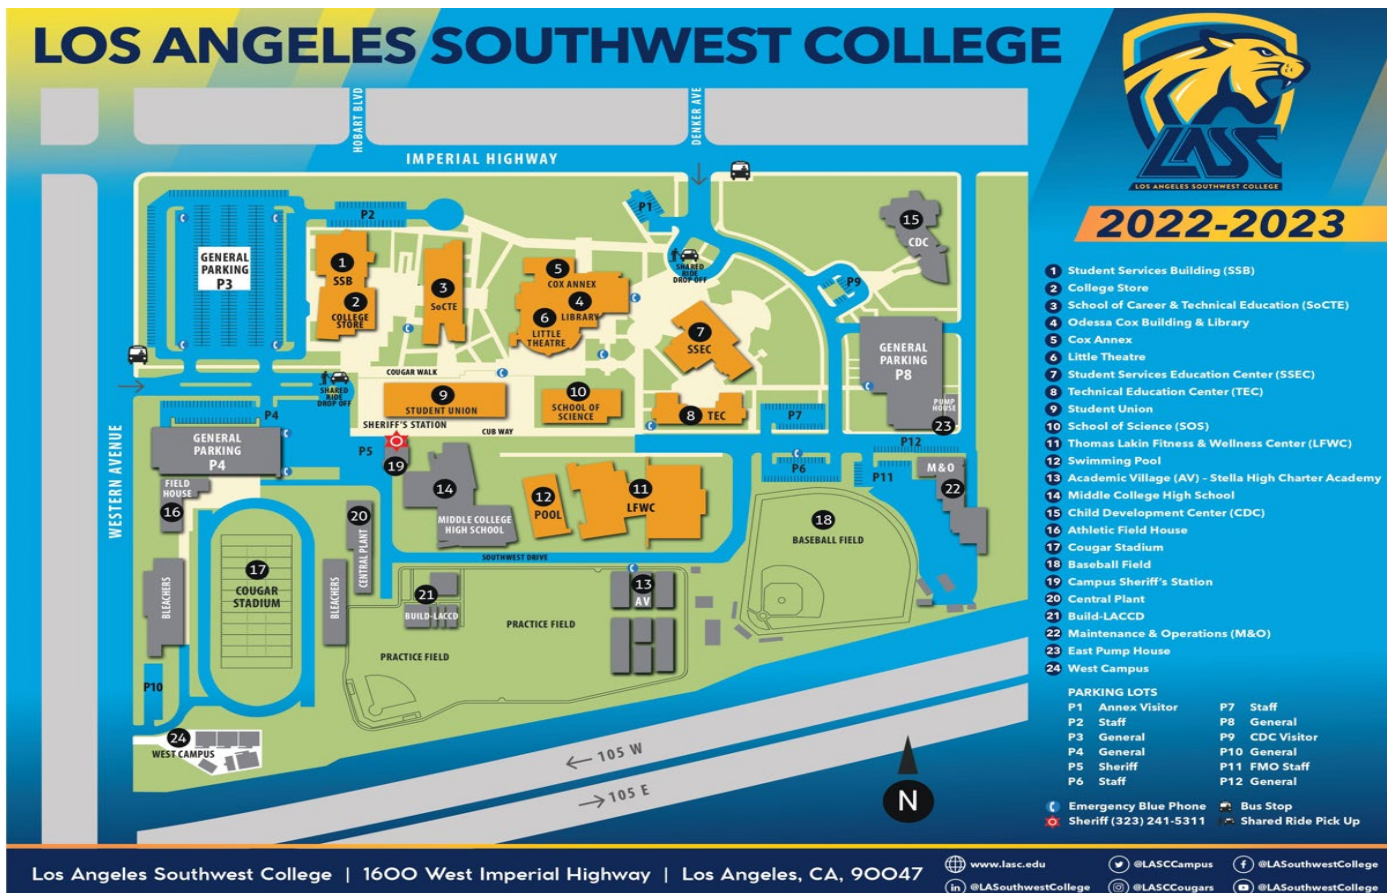 LOS ANGELES SOUTHWEST COLLEGE
LASC
LOS ANGELES SOUTHWEST COLLEGE
2022-2023
HOBART BLVD
DENKER AVE
IMPERIAL HIGHWAY
WESTERN AVENUE
P2
P1
15
CDC
GENERAL
PARKING
P3
1
SSB
2
COLLEGE
STORE
3
SoCTE
5
COX ANNEX
4
LIBRARY
6
LITTLE
THEATRE
SHARED
RIDE
DROP OFF
P9
7
SSEC
GENERAL
PARKING
P8
PUMP
HOUSE
23
COUGAR WALK
SHARED
RIDE
DROP OFF
9
STUDENT UNION
10
SCHOOL OF
SCIENCE
8 TEC
P7
P4
SHERIFF'S STATION
CUB WAY
P12
GENERAL
PARKING
P4
P5
19
14
MIDDLE COLLEGE
HIGH SCHOOL
12
POOL
11
LFWC
P6
P11
M&O
22
FIELD
HOUSE
16
20
CENTRAL PLANT
18
BASEBALL FIELD
SOUTHWEST DRIVE
BLEACHERS
17
COUGAR
STADIUM
BLEACHERS
21
BUILD-LACCD
13
AV
PRACTICE FIELD
PRACTICE FIELD
P10
24
WEST CAMPUS
105 W
105 E
N
1 Student Services Building (SSB)
2 College Store
3 School of Career & Technical Education (SoCTE)
4 Odessa Cox Building & Library
5 Cox Annex
6 Little Theatre
7 Student Services Education Center (SSEC)
8 Technical Education Center (TEC)
9 Student Union
10 School of Science (SOS)
11 Thomas Lakin Fitness & Wellness Center (LFWC)
12 Swimming Pool
13 Academic Village (AV) - Stella High Charter Academy
14 Middle College High School
15 Child Development Center (CDC)
16 Athletic Field House
17 Cougar Stadium
18 Baseball Field
19 Campus Sheriff's Station
20 Central Plant
21 Build-LACCD
22 Maintenance & Operations (M&O)
23 East Pump House
24 West Campus
PARKING LOTS
P1 Annex Visitor
P2 Staff
P3 General
P4 General
P5 Sheriff
P6 Staff
P7 Staff
P8 General
P9 CDC Visitor
P10 General
P11 FMO Staff
P12 General
Emergency Blue Phone
Bus Stop
Sheriff (323) 241-5311
Shared Ride Pick Up
Los Angeles Southwest College | 1600 West Imperial Highway | Los Angeles, CA, 90047
www.lasc.edu
@LASCCampus
@LASouthwestCollege
in @LASouthwestCollege
@LASCCougars
@LASouthwestCollege